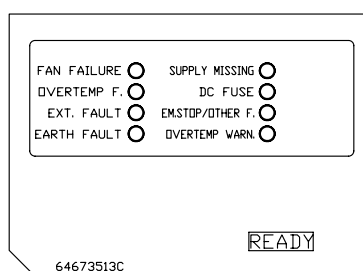 FAN FAILURE SUPPLY MISSING
OVERTEMP F. DC FUSE
EXT. FAULT EM.STOP/OTHER F.
EARTH FAULT OVERTEMP WARN.
READY
64673513C